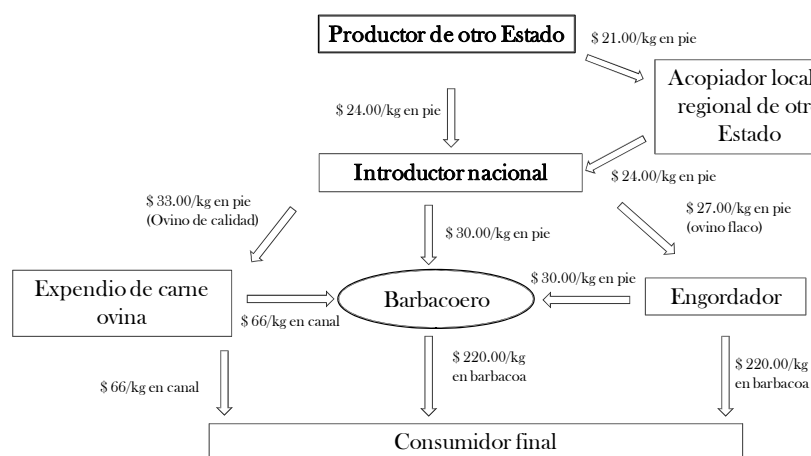 Productor de otro Estado
$ 21.00/kg en pie
Acopiador local
regional de otr
Estado
$ 24.00/kg en pie
Introductor nacional
$ 24.00/kg en pie
$ 33.00/kg en pie
(Ovino de calidad)
$ 30.00/kg en pie
$ 27.00/kg en pie
(ovino flaco)
Expendio de carne
ovina
$ 66/kg en canal
Barbacoero
$ 30.00/kg en pie
Engordador
$ 66/kg en canal
$ 220.00/kg
en barbacoa
$ 220.00/kg
en barbacoa
Consumidor final